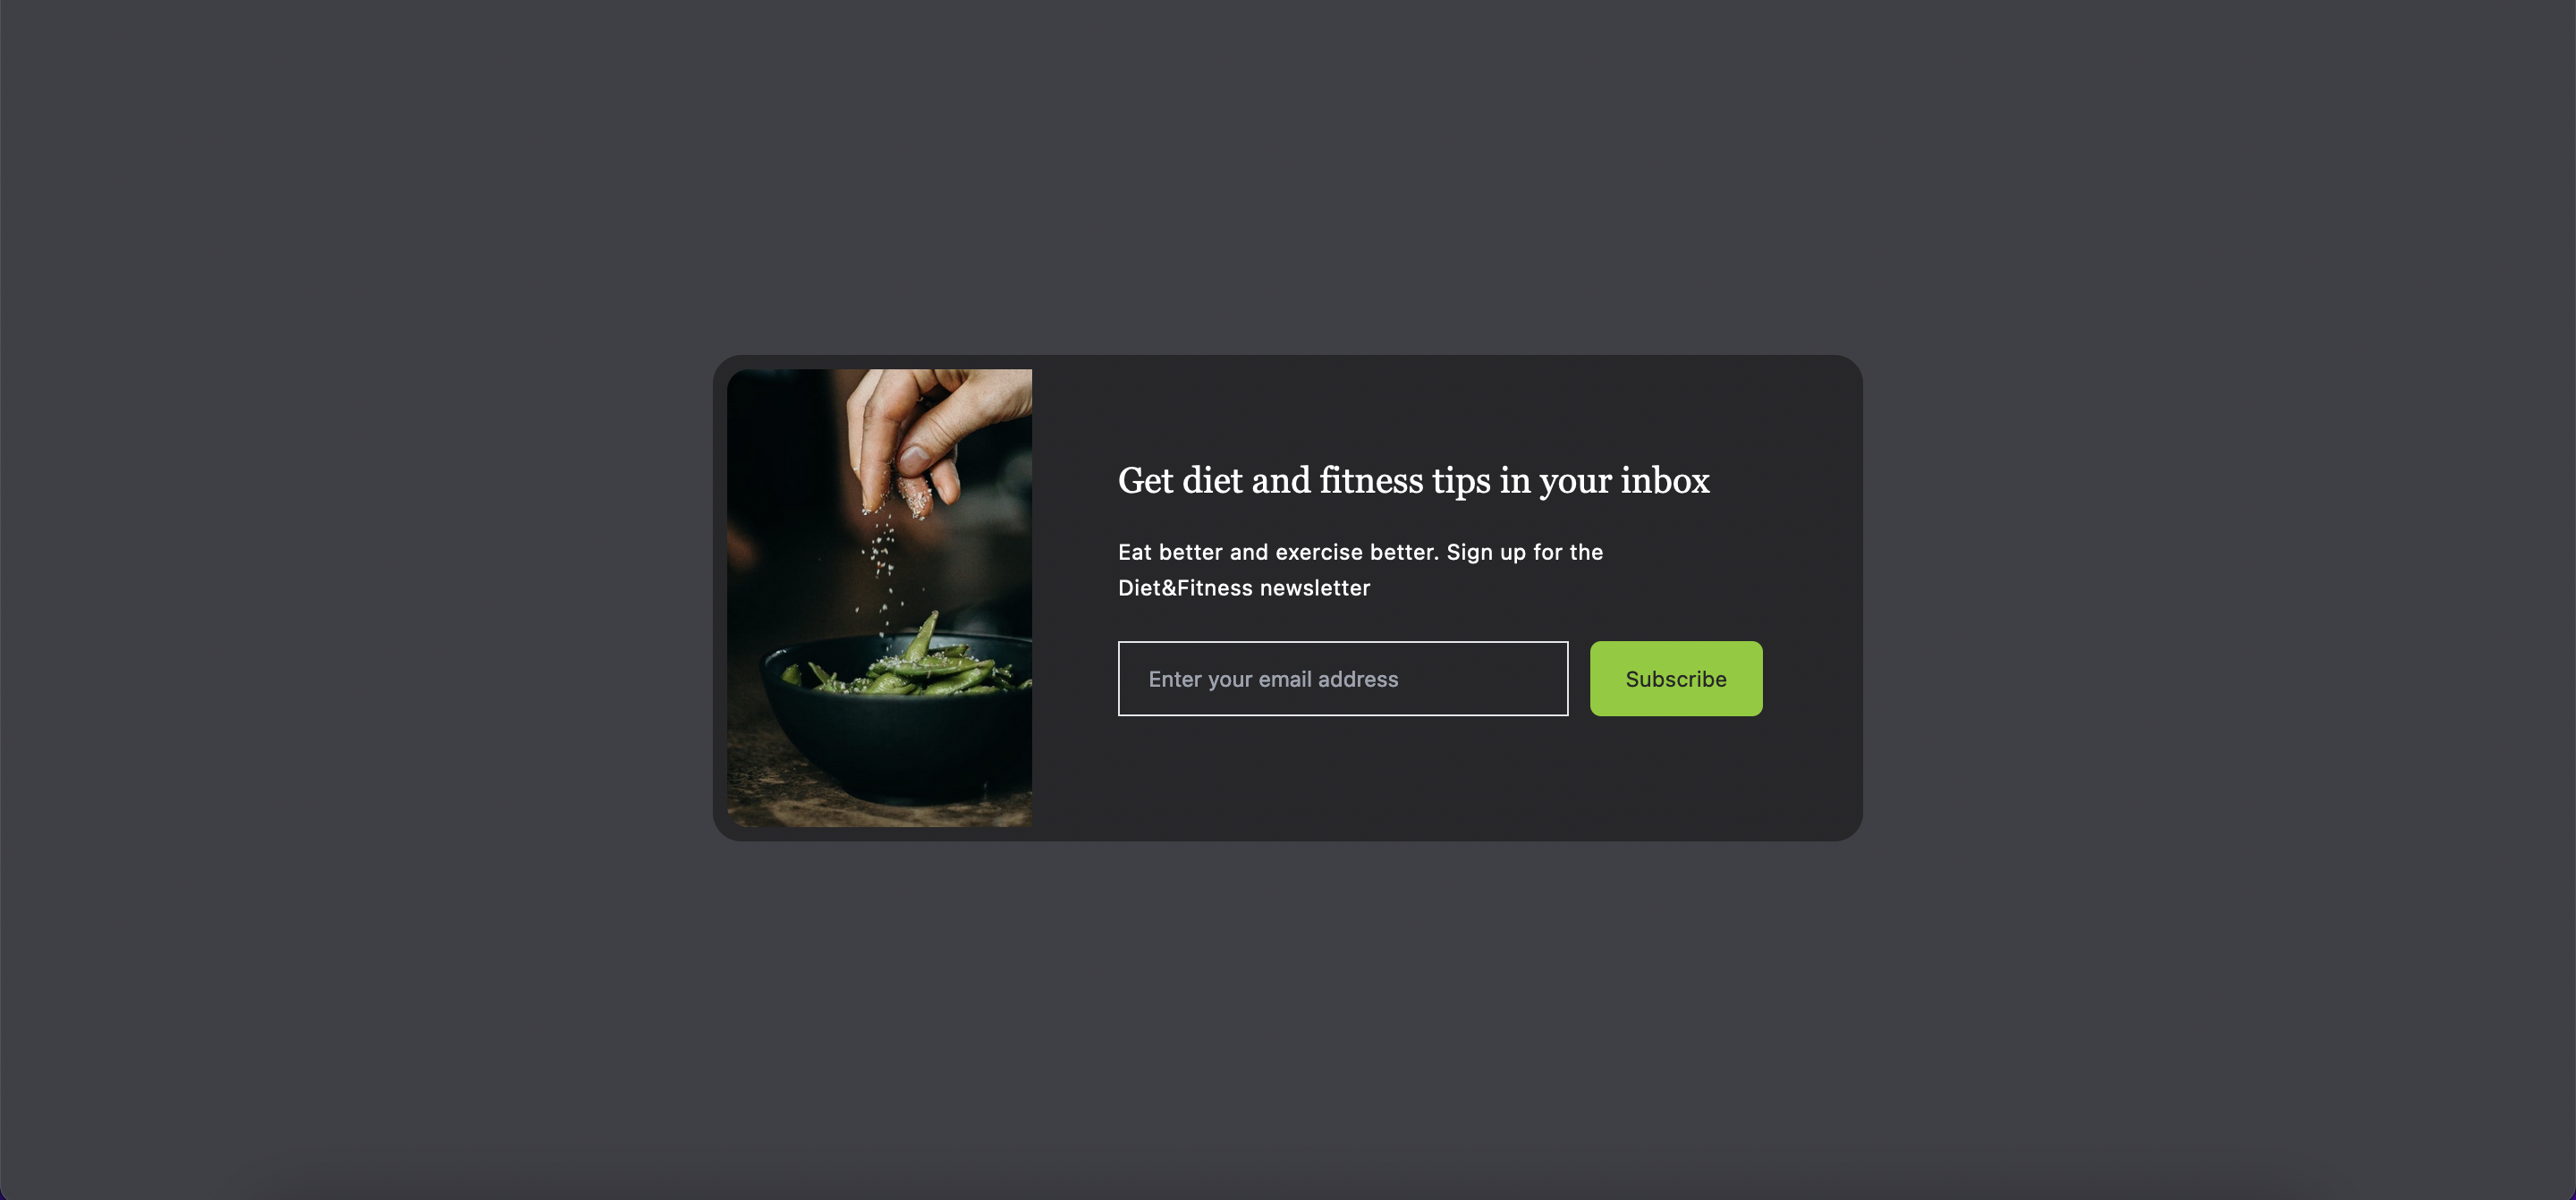 Get diet and fitness tips in your inbox
Eat better and exercise better. Sign up for the
Diet&Fitness newsletter
Enter your email address
Subscribe